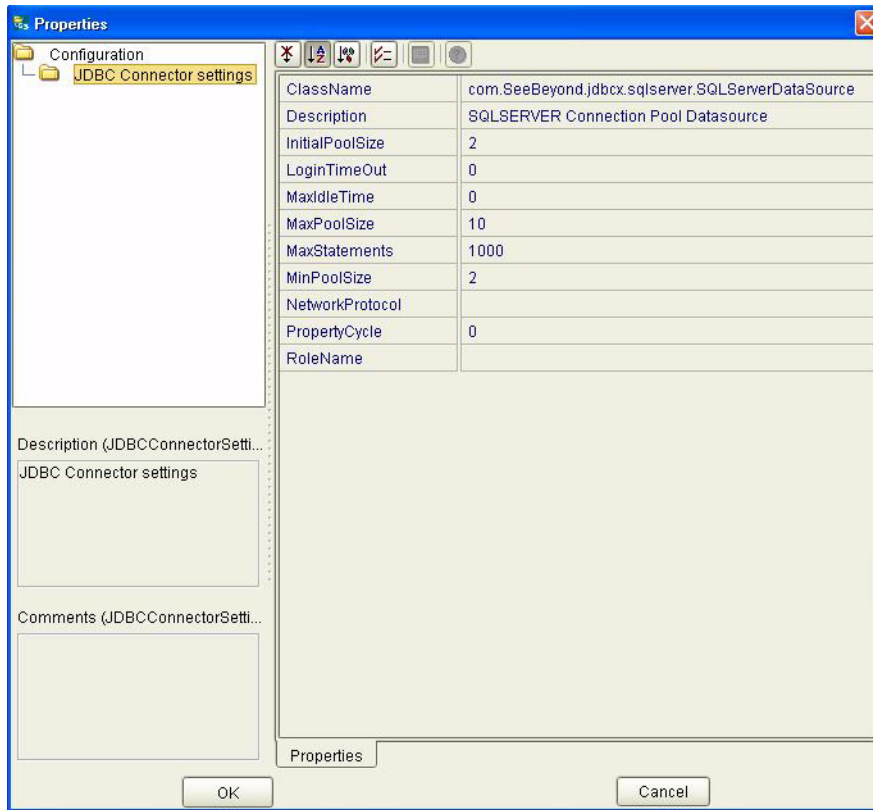 Properties
Configuration
JDBC Connector settings
ClassName com.SeeBeyond.jdbcx.sqlserver.SQLServerDataSource
Description SQLSERVER Connection Pool Datasource
InitialPoolSize 2
LoginTimeOut 0
MaxIdleTime 0
MaxPoolSize 10
MaxStatements 1000
MinPoolSize 2
NetworkProtocol
PropertyCycle 0
RoleName
Description (JDBCConnectorSetti...
JDBC Connector settings
Comments (JDBCConnectorSetti...
Properties
OK Cancel